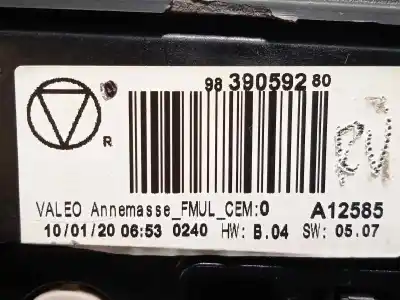 98 390592 80
R
VALEO Annemasse_FMUL_CEM:0 A12585
10/01/20 06:53 0240 HW: B.04 SW: 05.07